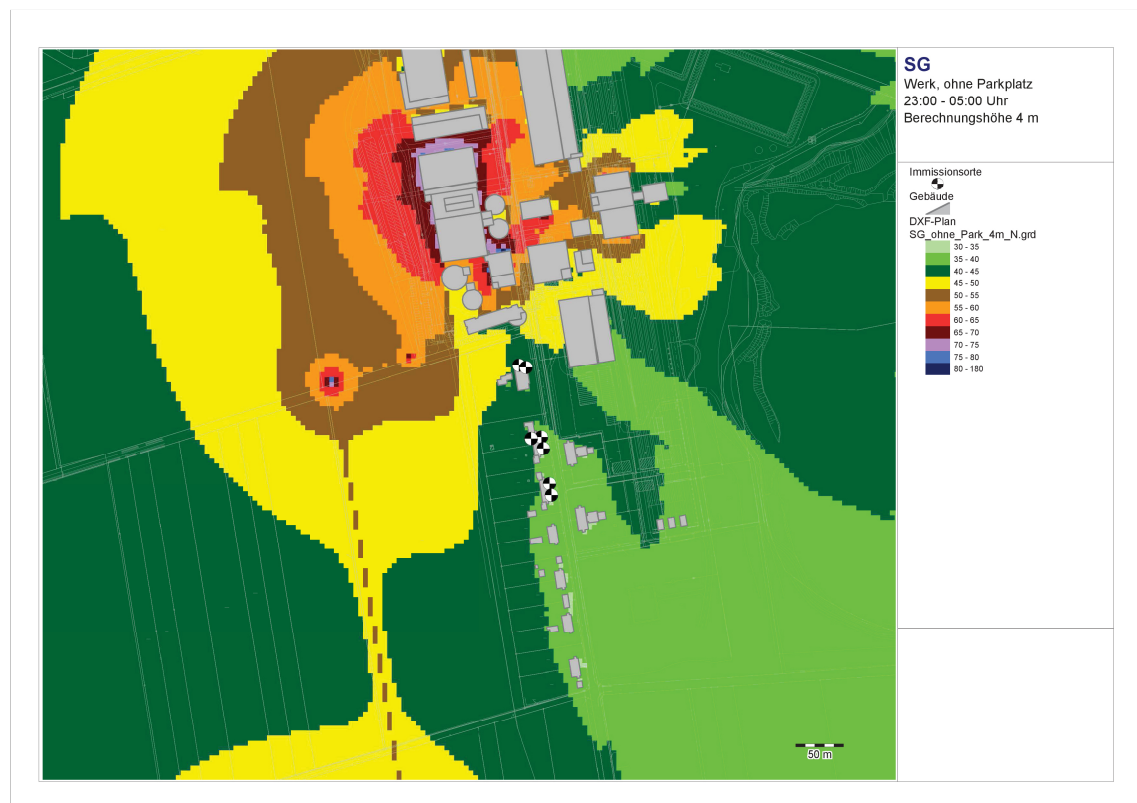 SG
Werk, ohne Parkplatz
23:00 - 05:00 Uhr
Berechnungshöhe 4 m
Immissionsorte
Gebäude
DXF-Plan
SG_ohne_Park_4m_N.grd
30 - 35
35 - 40
40 - 45
45 - 50
50 - 55
55 - 60
60 - 65
65 - 70
70 - 75
75 - 80
80 - 180
50 m